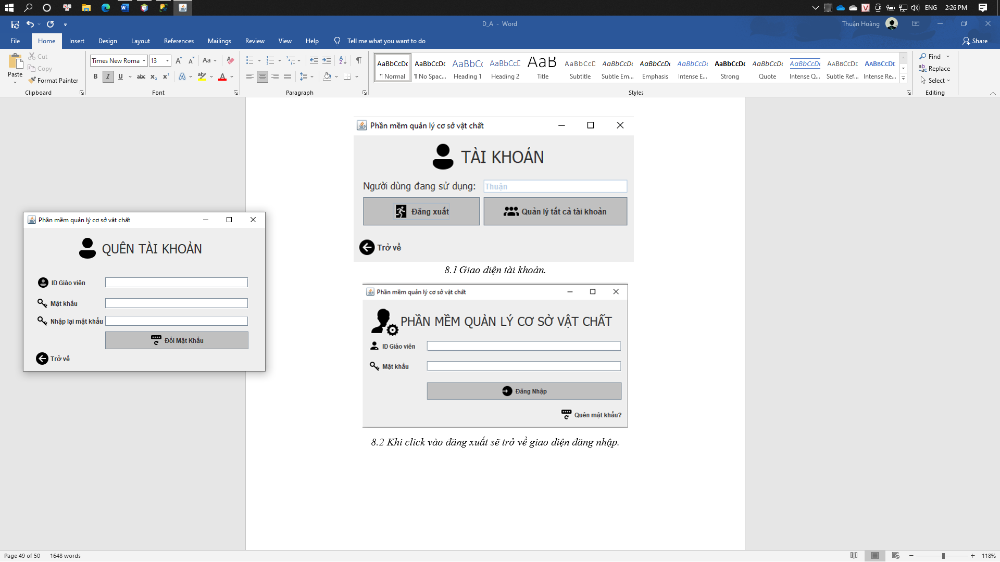 ENG 2:26 PM
D_A - Word
Thuận Hoàng
File Home Insert Design Layout References Mailings Review View Help Tell me what you want to do Share
Paste
Cut
Copy
Format Painter
Clipboard
Times New Roma 13
Font
Paragraph
AaBbCcDc AaBbCcDc AaBbCc AaBbCcD AaB AaBbCcD AaBbCcDc AaBbCcDc AaBbCcDc AaBbCcDc AaBbCcDc AaBbCcDc AaBbCcDd AaBbCcDd
¶ Normal ¶ No Spac... Heading 1 Heading 2 Title Subtitle Subtle Em... Emphasis Intense E... Strong Quote Intense Q... Subtle Ref... Intense Re...
Styles
Find
Replace
Select
Editing
Phần mềm quản lý cơ sở vật chất
TÀI KHOẢN
Người dùng đang sử dụng: Thuận
Đăng xuất Quản lý tất cả tài khoản
Trở về
8.1 Giao diện tài khoản.
Phần mềm quản lý cơ sở vật chất
PHẦN MỀM QUẢN LÝ CƠ SỞ VẬT CHẤT
ID Giáo viên
Mật khẩu
Đăng Nhập
Quên mật khẩu?
8.2 Khi click vào đăng xuất sẽ trở về giao diện đăng nhập.
Phần mềm quản lý cơ sở vật chất
QUÊN TÀI KHOẢN
ID Giáo viên
Mật khẩu
Nhập lại mật khẩu
Đổi Mật Khẩu
Trở về
Page 49 of 50 1648 words
118%